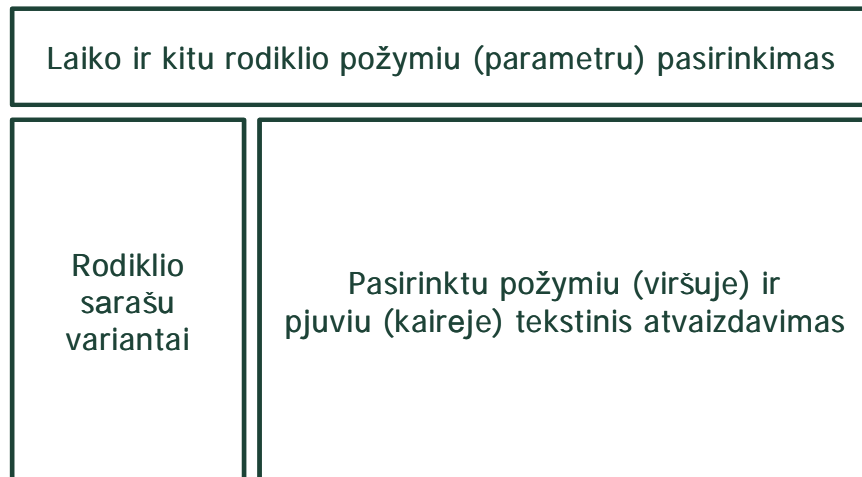 Laiko ir kitu rodiklio požymiu (parametru) pasirinkimas
Rodiklio
sarašu
variantai
Pasirinktu požymiu (viršuje) ir
pjuviu (kaireje) tekstinis atvaizdavimas